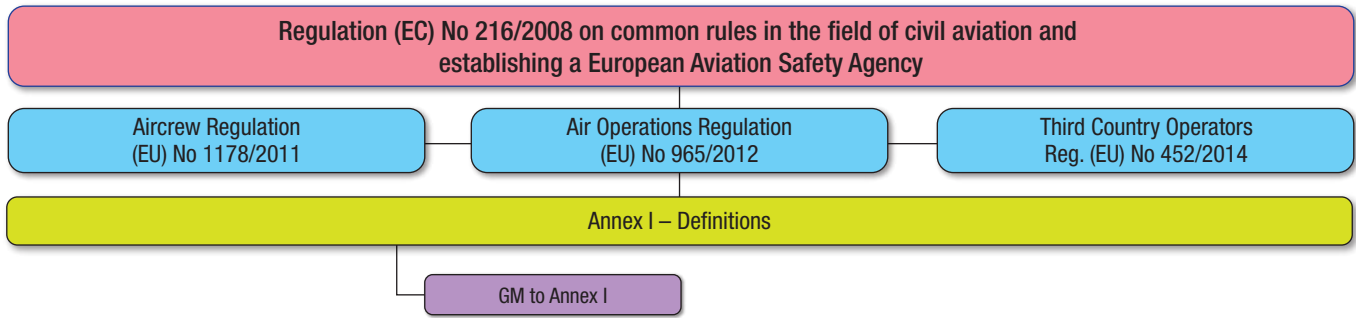 Regulation (EC) No 216/2008 on common rules in the field of civil aviation and
establishing a European Aviation Safety Agency
Aircrew Regulation
(EU) No 1178/2011
Air Operations Regulation
(EU) No 965/2012
Third Country Operators
Reg. (EU) No 452/2014
Annex I – Definitions
GM to Annex I